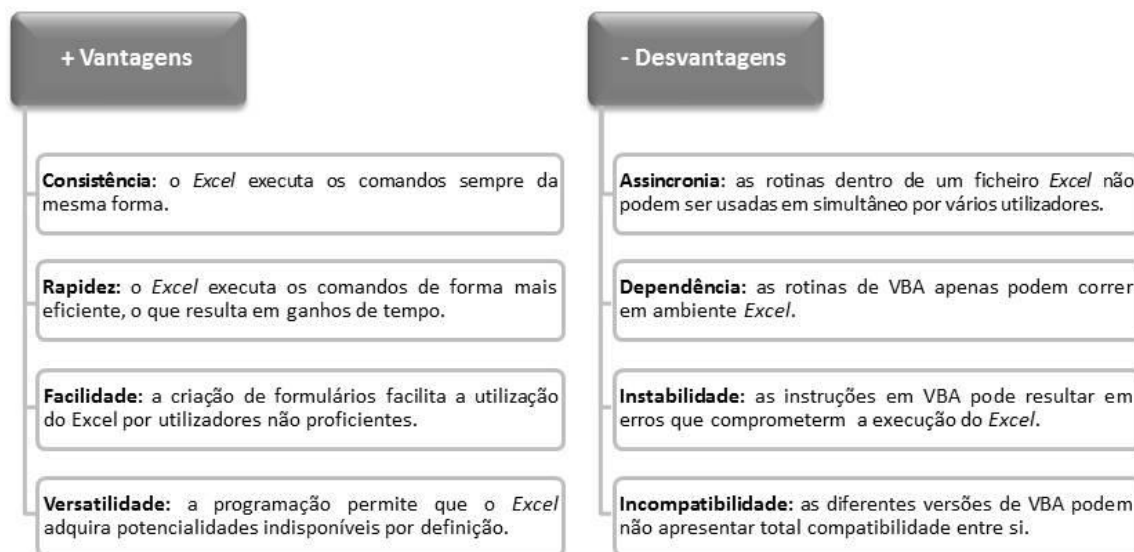 + Vantagens
Consistência: o Excel executa os comandos sempre da
mesma forma.
Rapidez: o Excel executa os comandos de forma mais
eficiente, o que resulta em ganhos de tempo.
Facilidade: a criação de formulários facilita a utilização
do Excel por utilizadores não proficientes.
Versatilidade: a programação permite que o Excel
adquira potencialidades indisponíveis por definição.
- Desvantagens
Assincronia: as rotinas dentro de um ficheiro Excel não
podem ser usadas em simultâneo por vários utilizadores.
Dependência: as rotinas de VBA apenas podem correr
em ambiente Excel.
Instabilidade: as instruções em VBA pode resultar em
erros que comprometerm a execução do Excel.
Incompatibilidade: as diferentes versões de VBA podem
não apresentar total compatibilidade entre si.